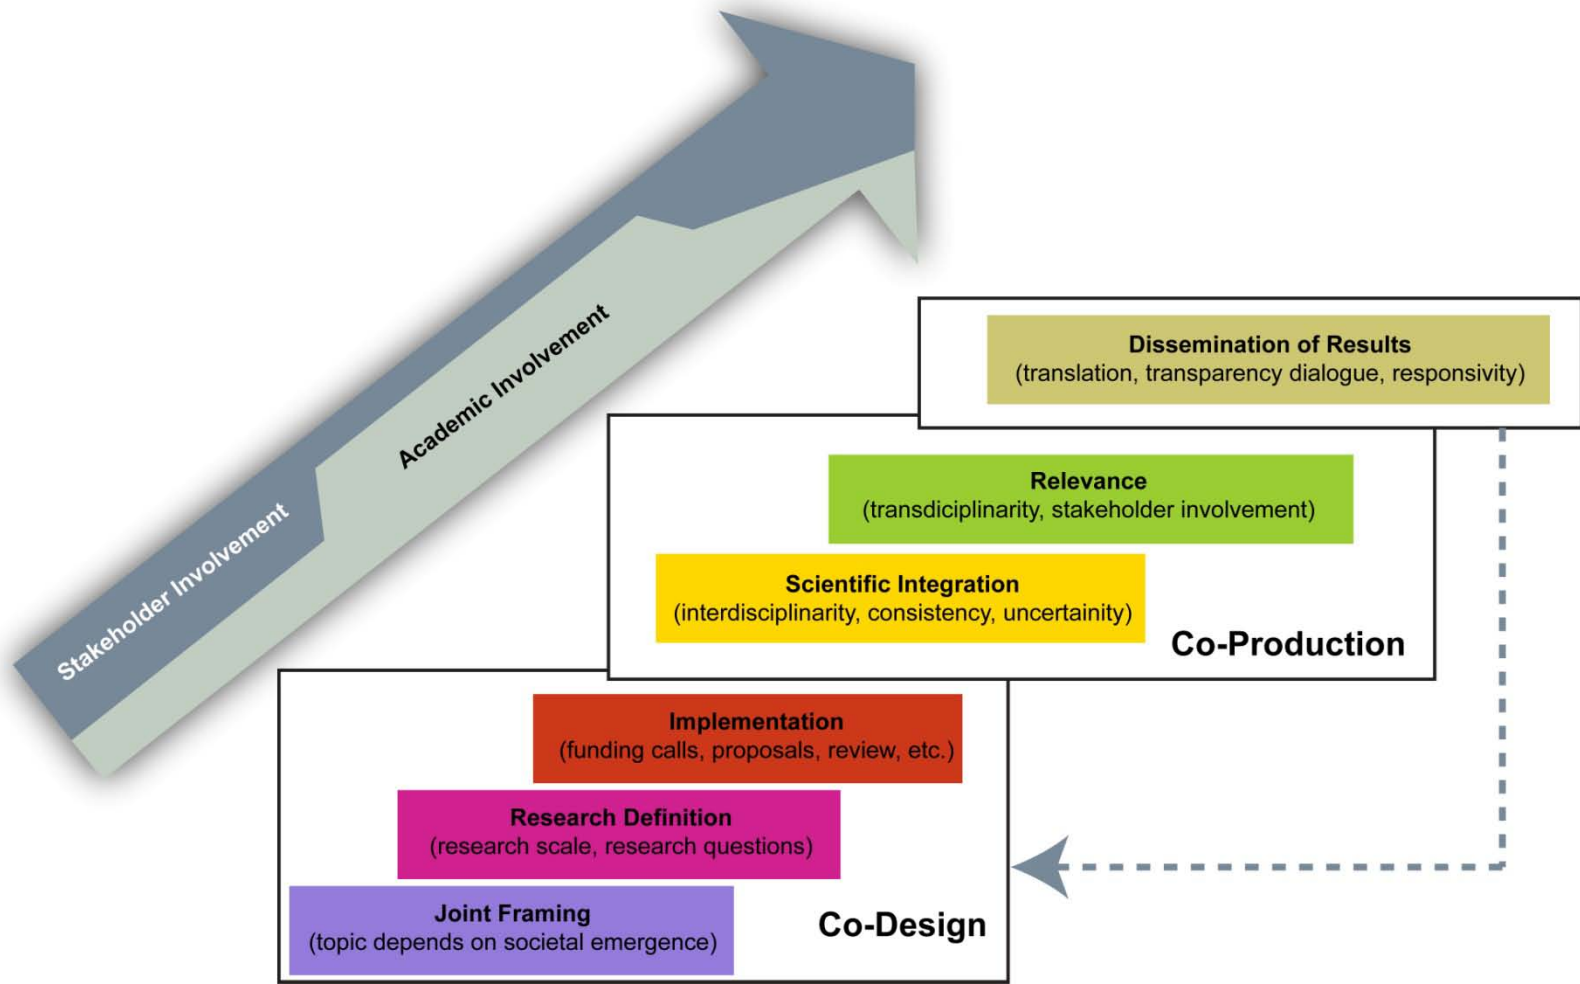 Stakeholder Involvement
Academic Involvement
Dissemination of Results
(translation, transparency dialogue, responsivity)
Relevance
(transdiciplinarity, stakeholder involvement)
Scientific Integration
(interdisciplinarity, consistency, uncertainity)
Co-Production
Implementation
(funding calls, proposals, review, etc.)
Research Definition
(research scale, research questions)
Joint Framing
(topic depends on societal emergence)
Co-Design